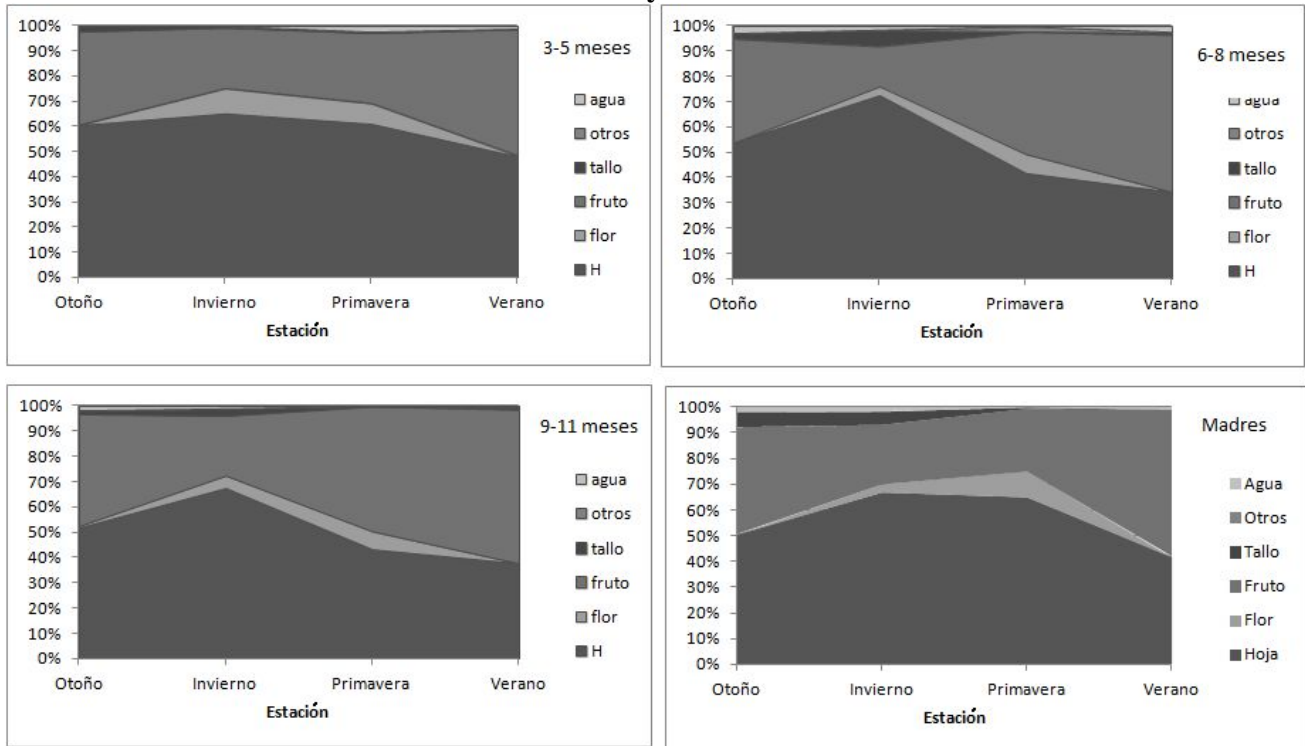 100%
90%
80%
70%
60%
50%
40%
30%
20%
10%
0%
Otoño Invierno Primavera Verano
Estación
3-5 meses
agua
otros
tallo
fruto
flor
H
100%
90%
80%
70%
60%
50%
40%
30%
20%
10%
0%
Otoño Invierno Primavera Verano
Estación
6-8 meses
agua
otros
tallo
fruto
flor
H
100%
90%
80%
70%
60%
50%
40%
30%
20%
10%
0%
Otoño Invierno Primavera Verano
Estación
9-11 meses
agua
otros
tallo
fruto
flor
H
100%
90%
80%
70%
60%
50%
40%
30%
20%
10%
0%
Otoño Invierno Primavera Verano
Estación
Madres
Agua
Otros
Tallo
Fruto
Flor
Hoja